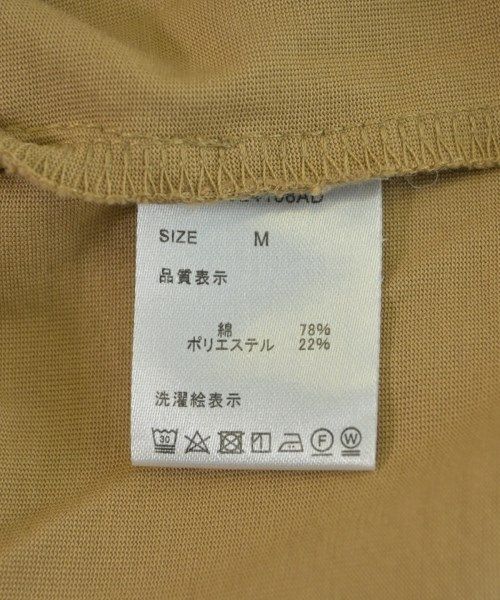 SIZE M
品質表示
綿 78%
ポリエステル 22%
洗濯絵表示
30 F W